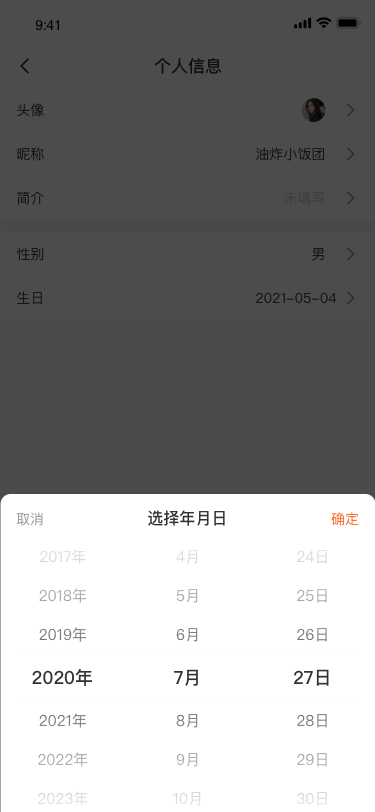 9:41
个人信息
头像
昵称 油炸小饭团
简介 未填写
性别 男
生日 2021-05-04
取消 选择年月日 确定
2017年 4月 24日
2018年 5月 25日
2019年 6月 26日
2020年 7月 27日
2021年 8月 28日
2022年 9月 29日
2023年 10月 30日